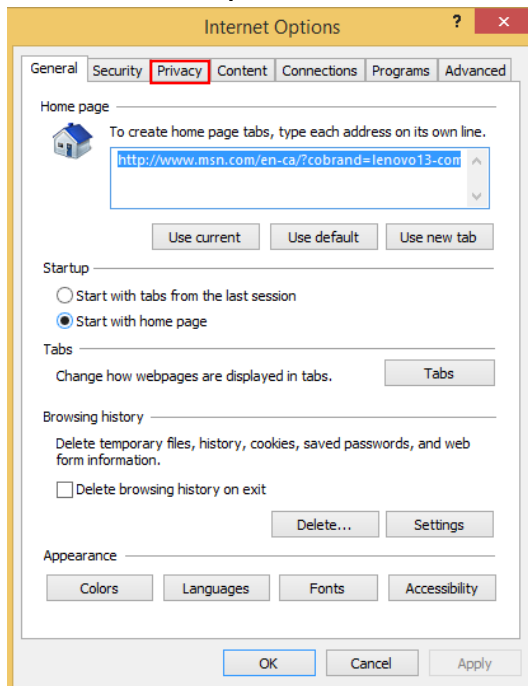 Internet Options
? ×
General Security Privacy Content Connections Programs Advanced
Home page
To create home page tabs, type each address on its own line.
http://www.msn.com/en-ca/?cobrand=lenovo13-com
Use current Use default Use new tab
Startup
Start with tabs from the last session
Start with home page
Tabs
Change how webpages are displayed in tabs. Tabs
Browsing history
Delete temporary files, history, cookies, saved passwords, and web
form information.
Delete browsing history on exit
Delete... Settings
Appearance
Colors Languages Fonts Accessibility
OK Cancel Apply